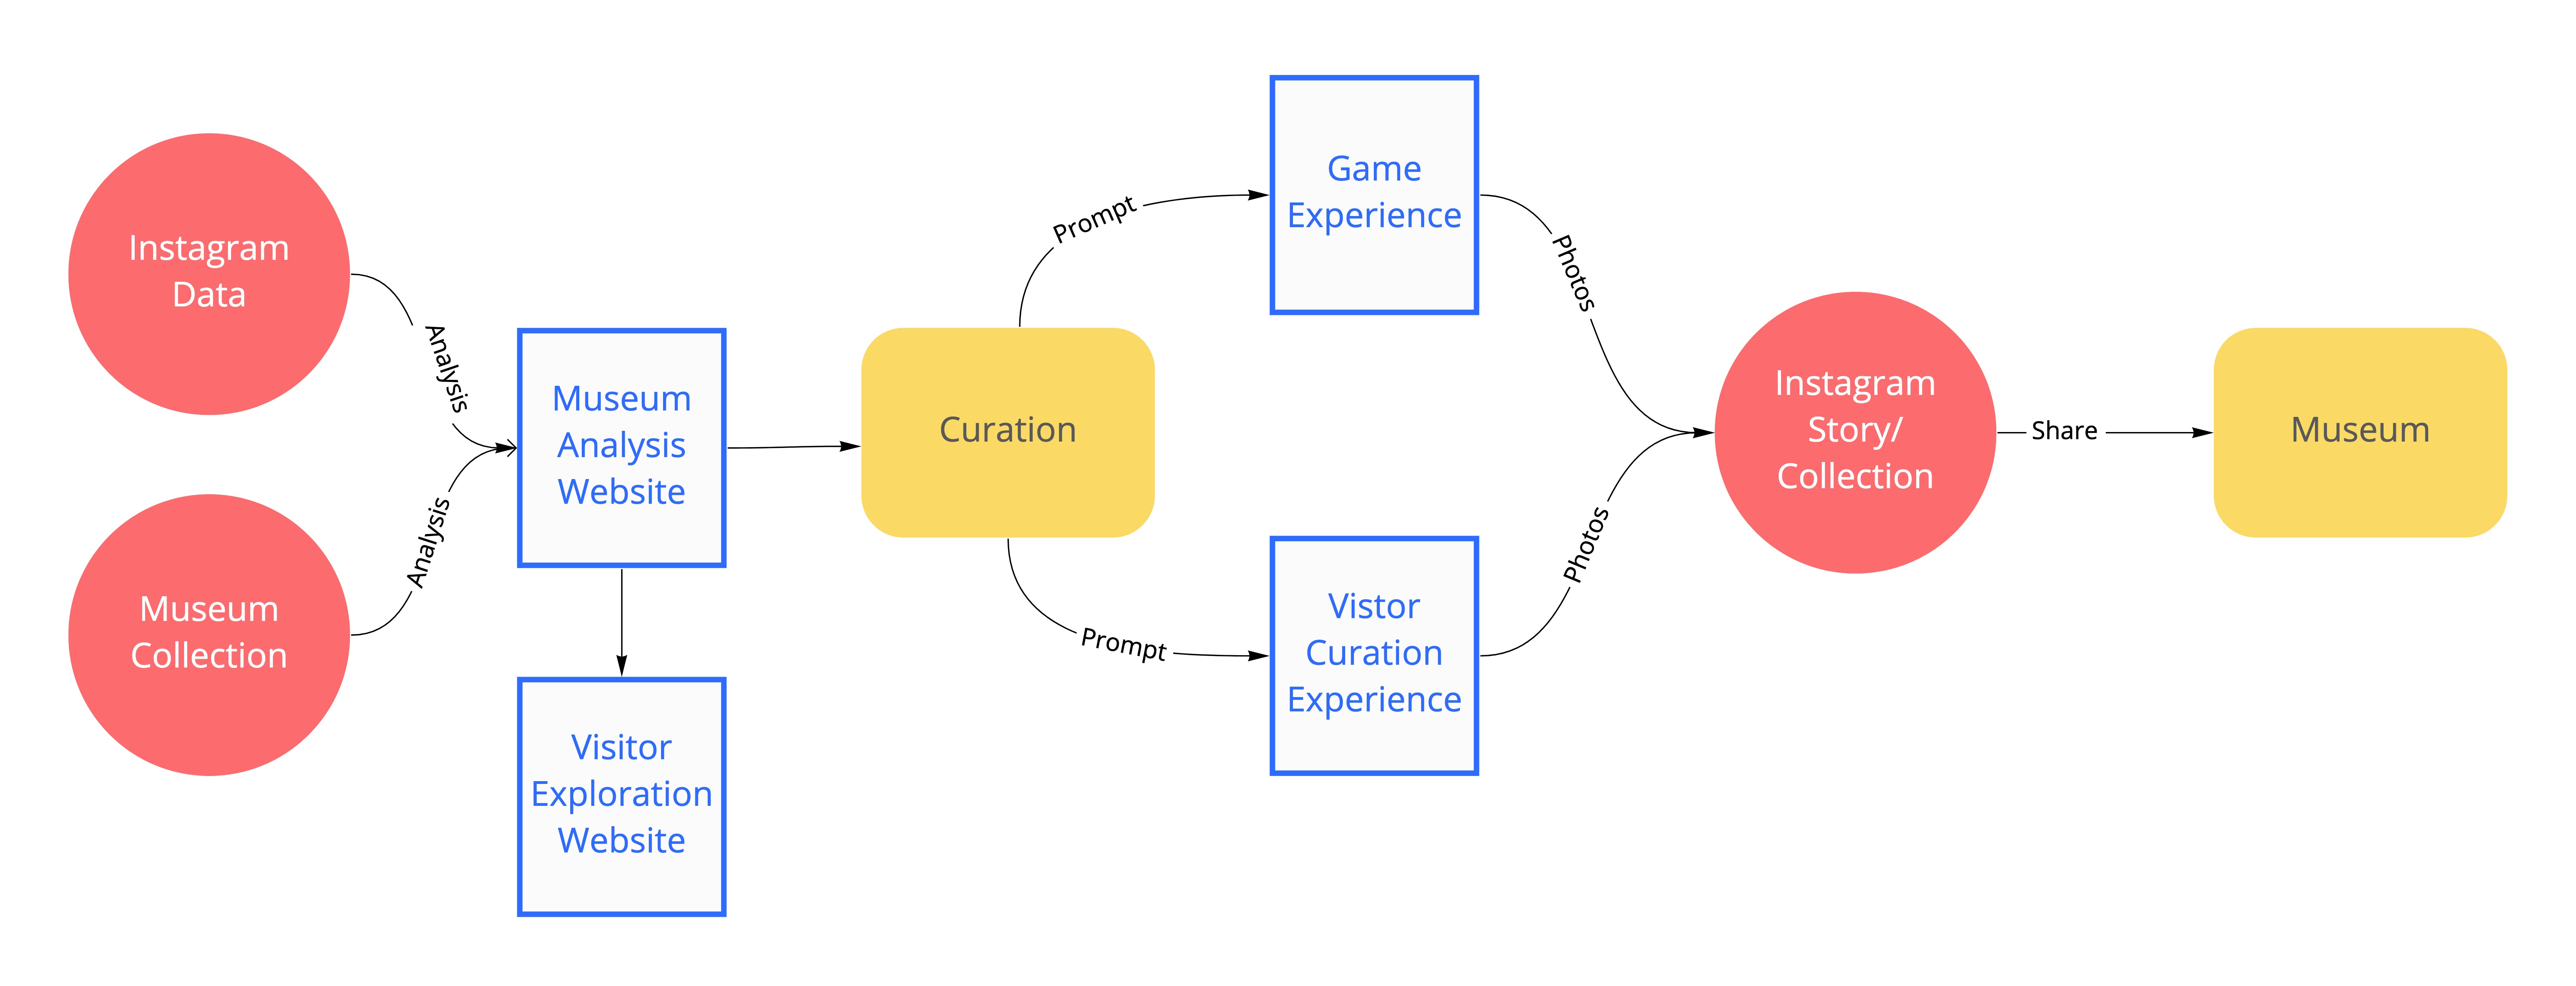 Instagram
Data
Analysis
Museum
Collection
Analysis
Museum
Analysis
Website
Visitor
Exploration
Website
Curation
Prompt
Prompt
Game
Experience
Vistor
Curation
Experience
Photos
Photos
Instagram
Story/
Collection
Share
Museum